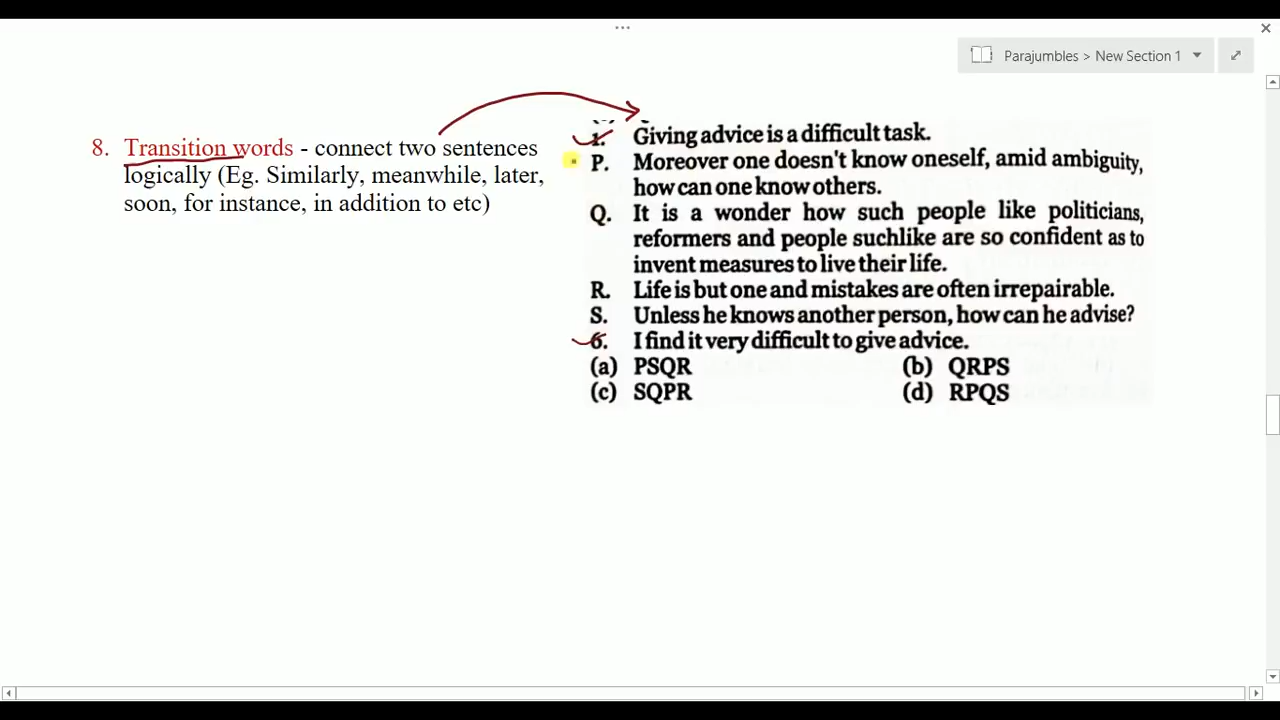 Parajumbles > New Section 1
8. Transition words - connect two sentences
logically (Eg. Similarly, meanwhile, later,
soon, for instance, in addition to etc)
1. Giving advice is a difficult task.
P. Moreover one doesn't know oneself, amid ambiguity,
how can one know others.
Q. It is a wonder how such people like politicians,
reformers and people suchlike are so confident as to
invent measures to live their life.
R. Life is but one and mistakes are often irrepairable.
S. Unless he knows another person, how can he advise?
6. I find it very difficult to give advice.
(a) PSQR (b) QRPS
(c) SQPR (d) RPQS